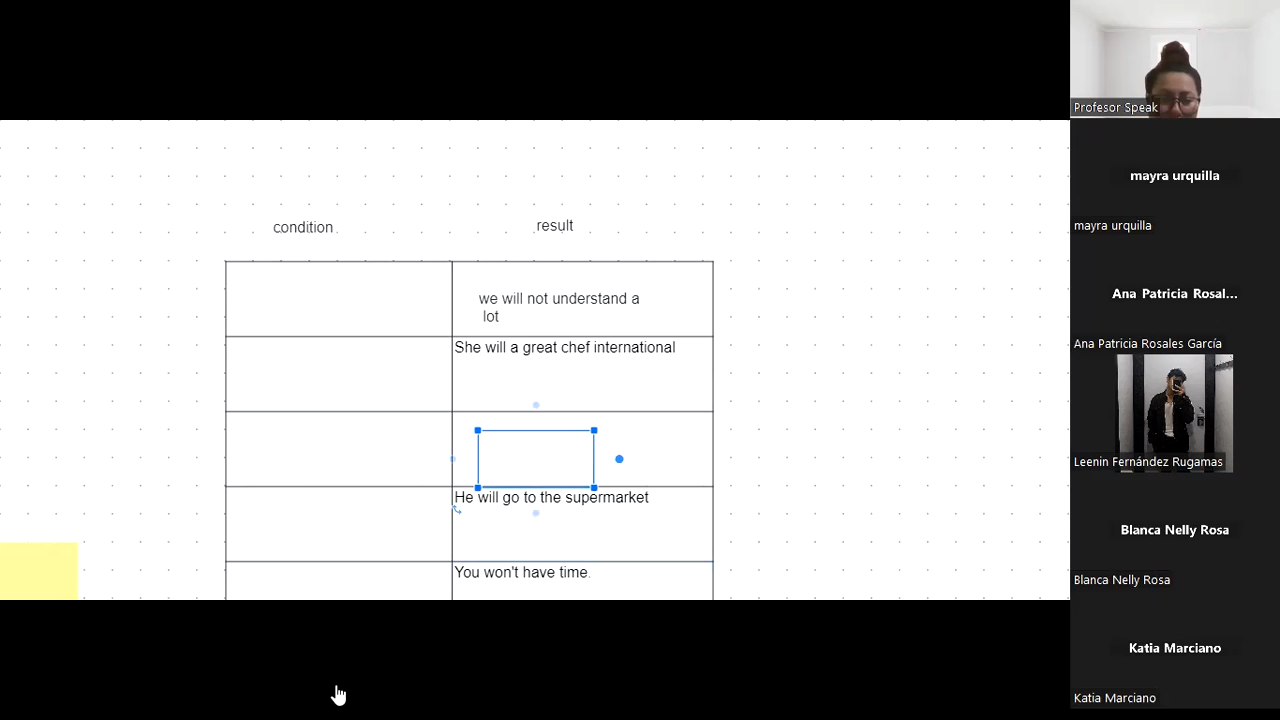 condition
result
we will not understand a
lot
She will a great chef international
He will go to the supermarket
You won't have time.
Profesor Speak
mayra urquilla
mayra urquilla
Ana Patricia Rosal...
Ana Patricia Rosales García
Leenin Fernández Rugamas
Blanca Nelly Rosa
Blanca Nelly Rosa
Katia Marciano
Katia Marciano